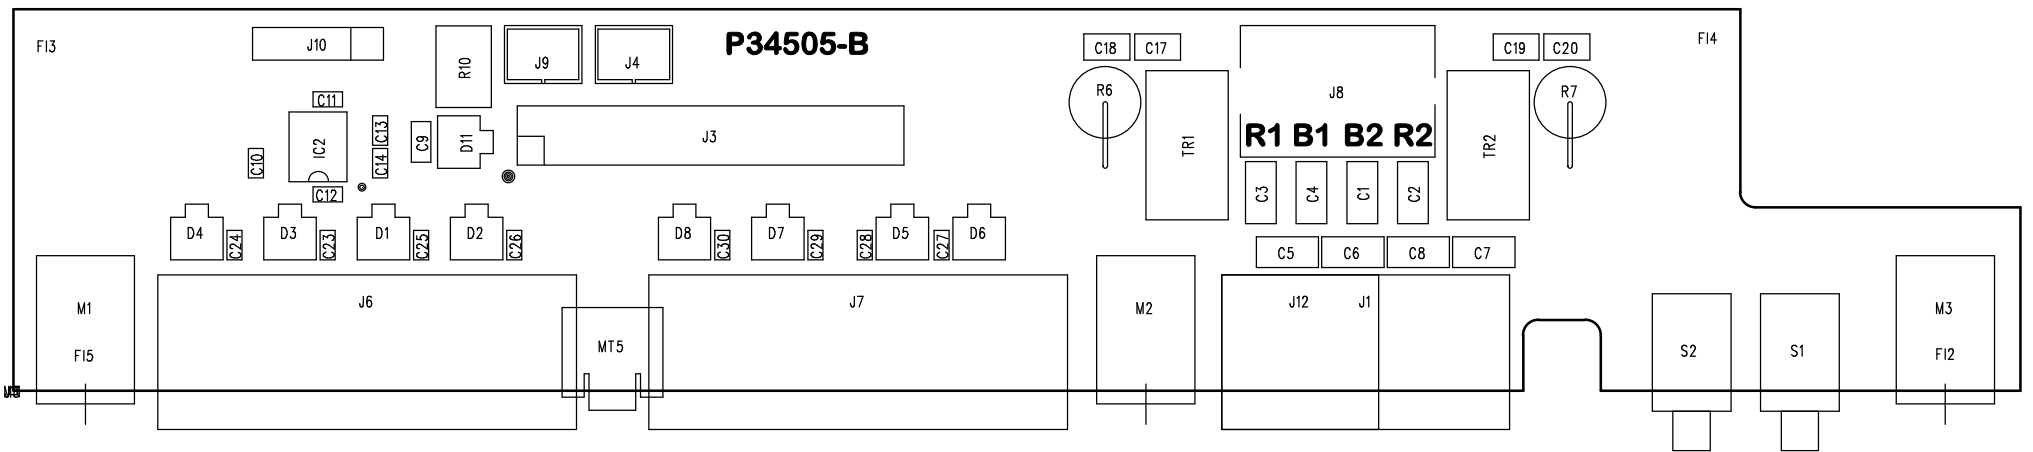 FI3
J10
R10
J9
J4
P34505-B
C18
C17
C19
C20
FI4
C11
R6
J8
R7
IC2
C13
C9
D11
J3
TR1
R1 B1 B2 R2
TR2
C10
C14
C12
C3
C4
C1
C2
D4
C24
D3
C23
D1
C25
D2
C26
D8
C30
D7
C29
C28
D5
C27
D6
C5
C6
C8
C7
M1
J6
J7
M2
J12
J1
M3
FI5
MT5
S2
S1
FI2